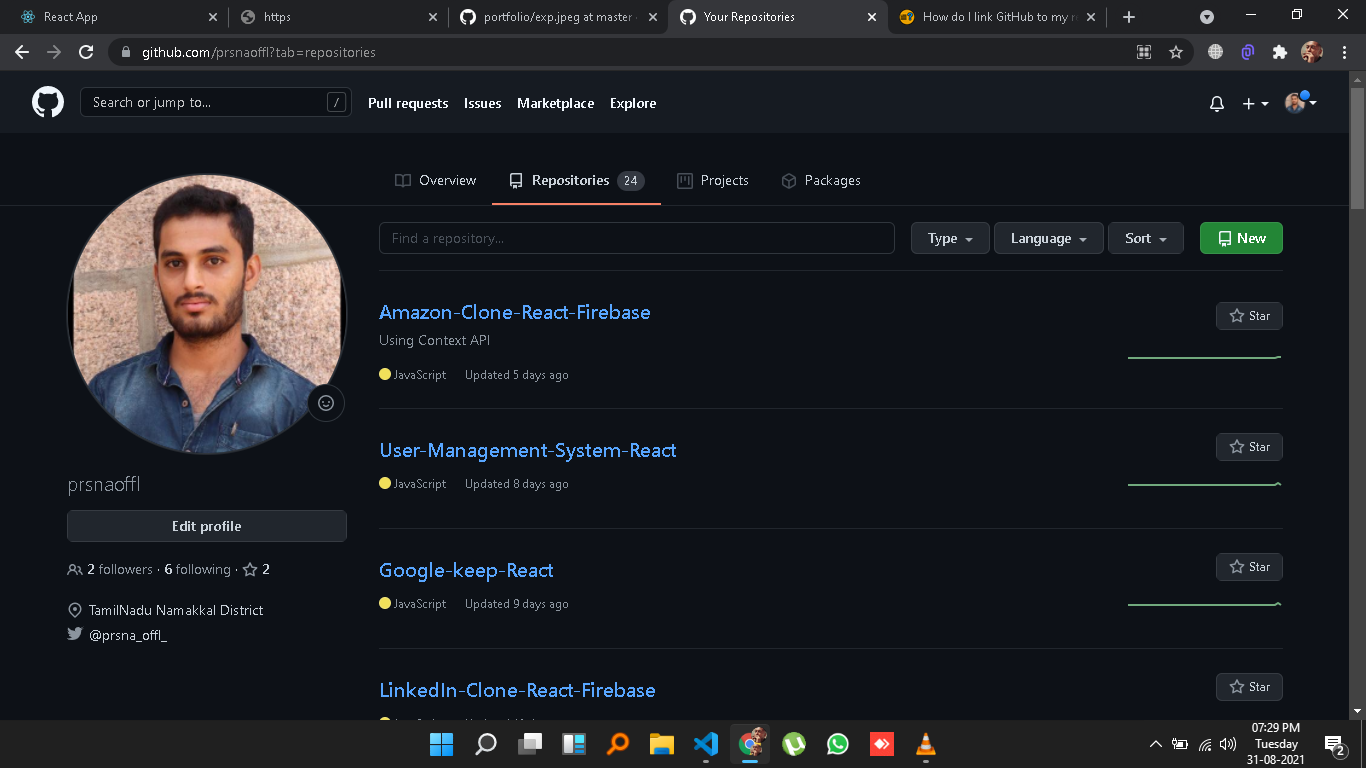 React App
https
portfolio/exp.jpeg at master
Your Repositories
How do I link GitHub to my r
github.com/prsnaoffl?tab=repositories
Search or jump to...
/
Pull requests
Issues
Marketplace
Explore
Overview
Repositories 24
Projects
Packages
Find a repository...
Type
Language
Sort
New
Amazon-Clone-React-Firebase
Star
Using Context API
JavaScript Updated 5 days ago
User-Management-System-React
Star
JavaScript Updated 8 days ago
prsnaoffl
Edit profile
2 followers · 6 following · 2
TamilNadu Namakkal District
@prsna_offl_
Google-keep-React
Star
JavaScript Updated 9 days ago
LinkedIn-Clone-React-Firebase
Star
07:29 PM
Tuesday
31-08-2021
2